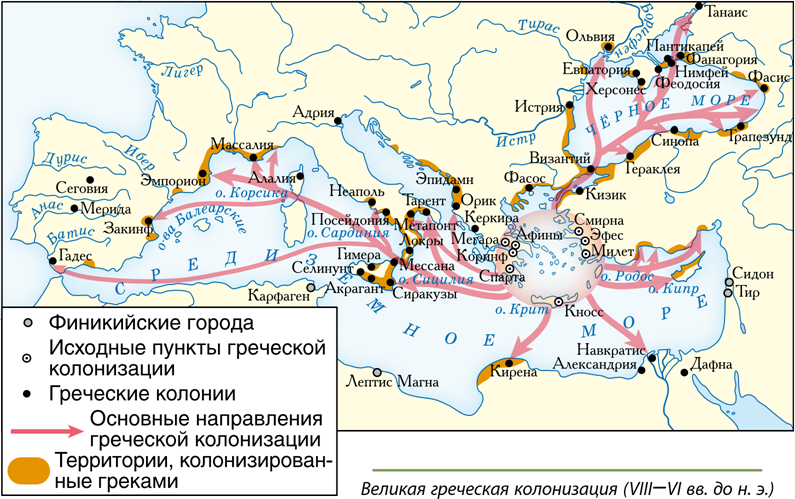 Танаис
Борисфен
Тирас
Ольвия
Пантикапей
Фанагория
Лигер
Евпатория
Нимфей
Феодосия
Херсонес
Фасис
Истрия
ЧЁРНОЕ МОРЕ
Адрия
Истр
Синопа
Трапезунд
Массалия
Ибер
Дурис
Византий
Гераклея
Эмпорион
Алалия
Эпидамн
Фасос
Кизик
Сеговия
о. Корсика
Неаполь
Тарент
Орик
Анас
Мерида
о-ва Балеарские
Посейдония
Метапонт
Керкира
Смирна
Закинф
о. Сардиния
Мегара
Афины
Эфес
Батис
Локры
Коринф
Милет
Гадес
Гимера
Мессана
Спарта
о. Родос
Селинунт
о. Сицилия
о. Кипр
Сидон
СРЕДИЗЕМНОЕ МОРЕ
Акрагант
Сиракузы
Тир
Карфаген
о. Крит
Кносс
Навкратис
Александрия
Дафна
Кирена
Лептис Магна
Финикийские города
Исходные пункты греческой
колонизации
Греческие колонии
Основные направления
греческой колонизации
Территории, колонизирован-
ные греками
Великая греческая колонизация (VIII–VI вв. до н. э.)